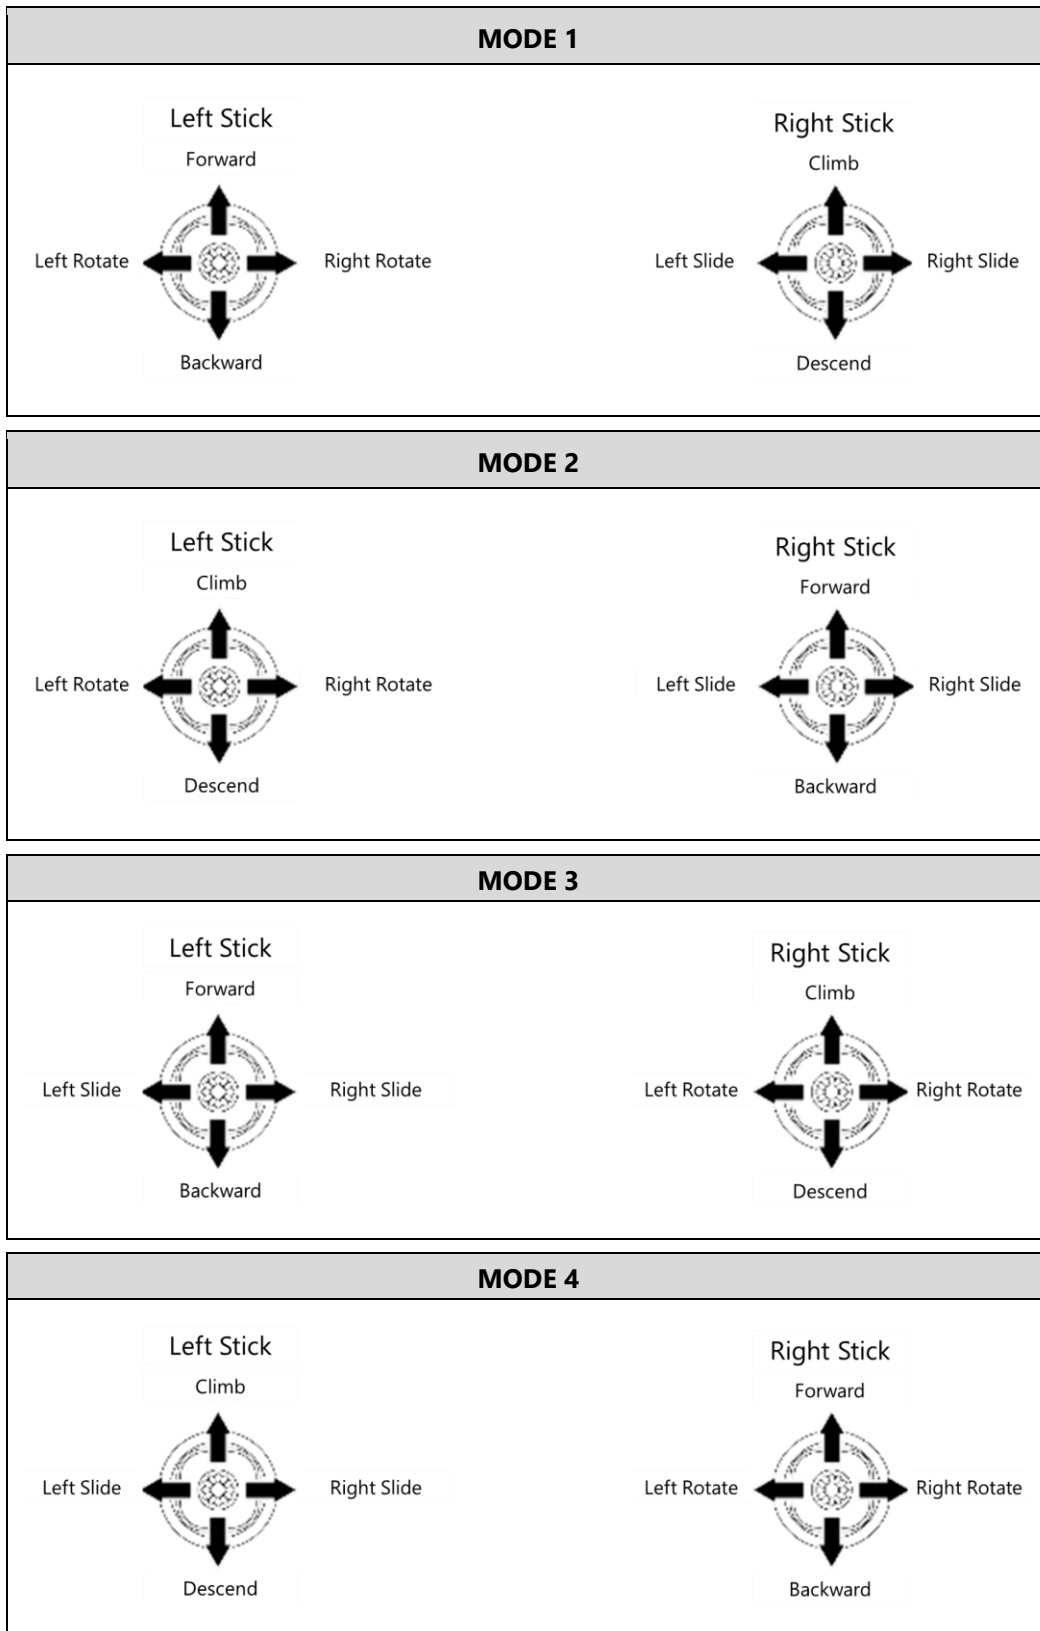 MODE 1
Left Stick
Forward
Left Rotate
Right Rotate
Backward
Right Stick
Climb
Left Slide
Right Slide
Descend
MODE 2
Left Stick
Climb
Left Rotate
Right Rotate
Descend
Right Stick
Forward
Left Slide
Right Slide
Backward
MODE 3
Left Stick
Forward
Left Slide
Right Slide
Backward
Right Stick
Climb
Left Rotate
Right Rotate
Descend
MODE 4
Left Stick
Climb
Left Slide
Right Slide
Descend
Right Stick
Forward
Left Rotate
Right Rotate
Backward